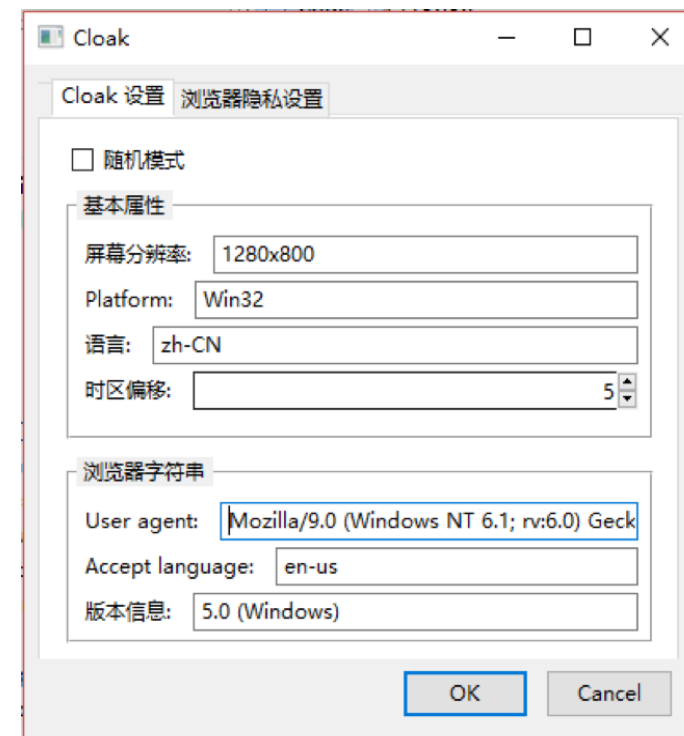 Cloak
Cloak 设置 浏览器隐私设置
随机模式
基本属性
屏幕分辨率: 1280x800
Platform: Win32
语言: zh-CN
时区偏移: 5
浏览器字符串
User agent: Mozilla/9.0 (Windows NT 6.1; rv:6.0) Geck
Accept language: en-us
版本信息: 5.0 (Windows)
OK Cancel